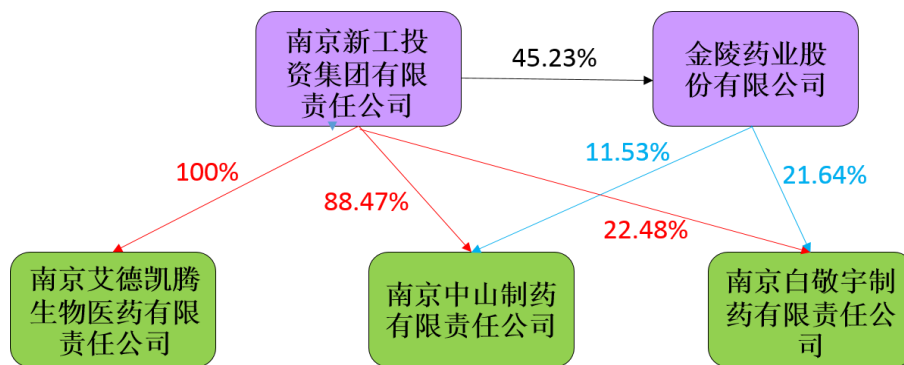 南京新工投
资集团有限
责任公司
45.23%
金陵药业股
份有限公司
100%
88.47%
11.53%
21.64%
22.48%
南京艾德凯腾
生物医药有限
责任公司
南京中山制药
有限责任公司
南京白敬宇制
药有限责任公
司